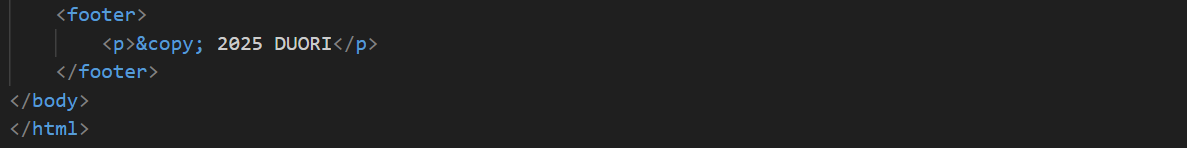 <footer>
<p>&copy; 2025 DUORI</p>
</footer>
</body>
</html>